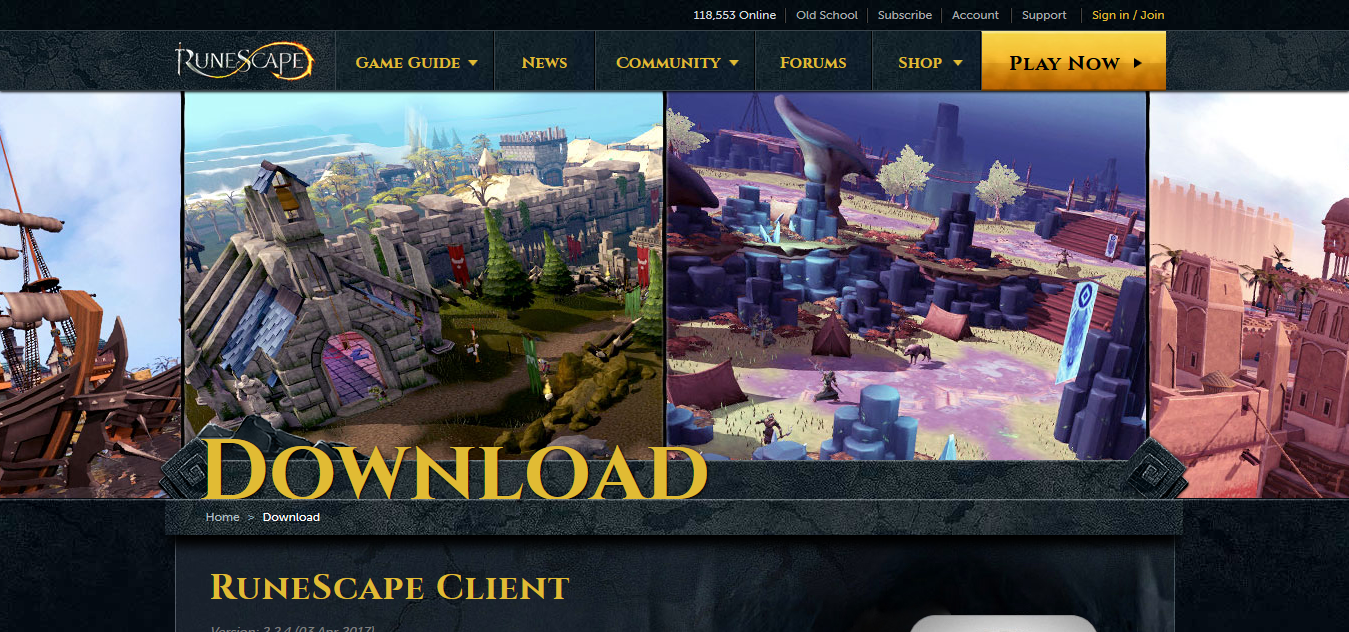 118,553 Online Old School Subscribe Account Support Sign in / Join
RuneScape Game Guide News Community Forums Shop Play Now
Download
Home > Download
RuneScape Client
Version: 2.2.4 (03 Apr 2017)